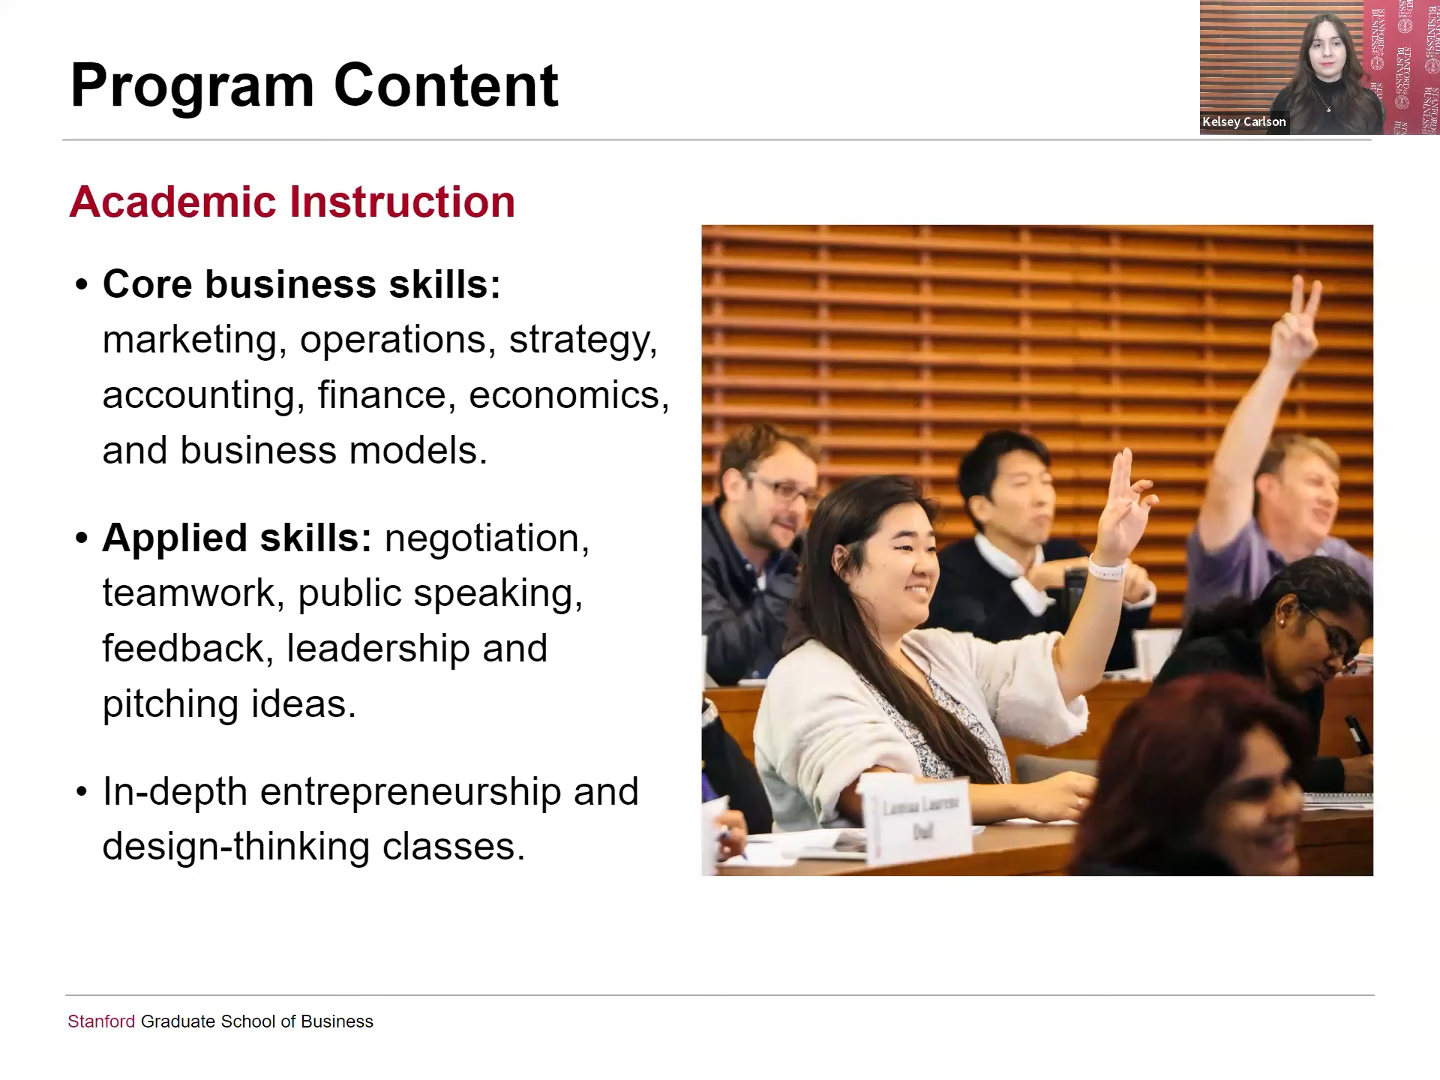 Program Content
Kelsey Carlson
Academic Instruction
• Core business skills:
marketing, operations, strategy,
accounting, finance, economics,
and business models.
• Applied skills: negotiation,
teamwork, public speaking,
feedback, leadership and
pitching ideas.
• In-depth entrepreneurship and
design-thinking classes.
Stanford Graduate School of Business